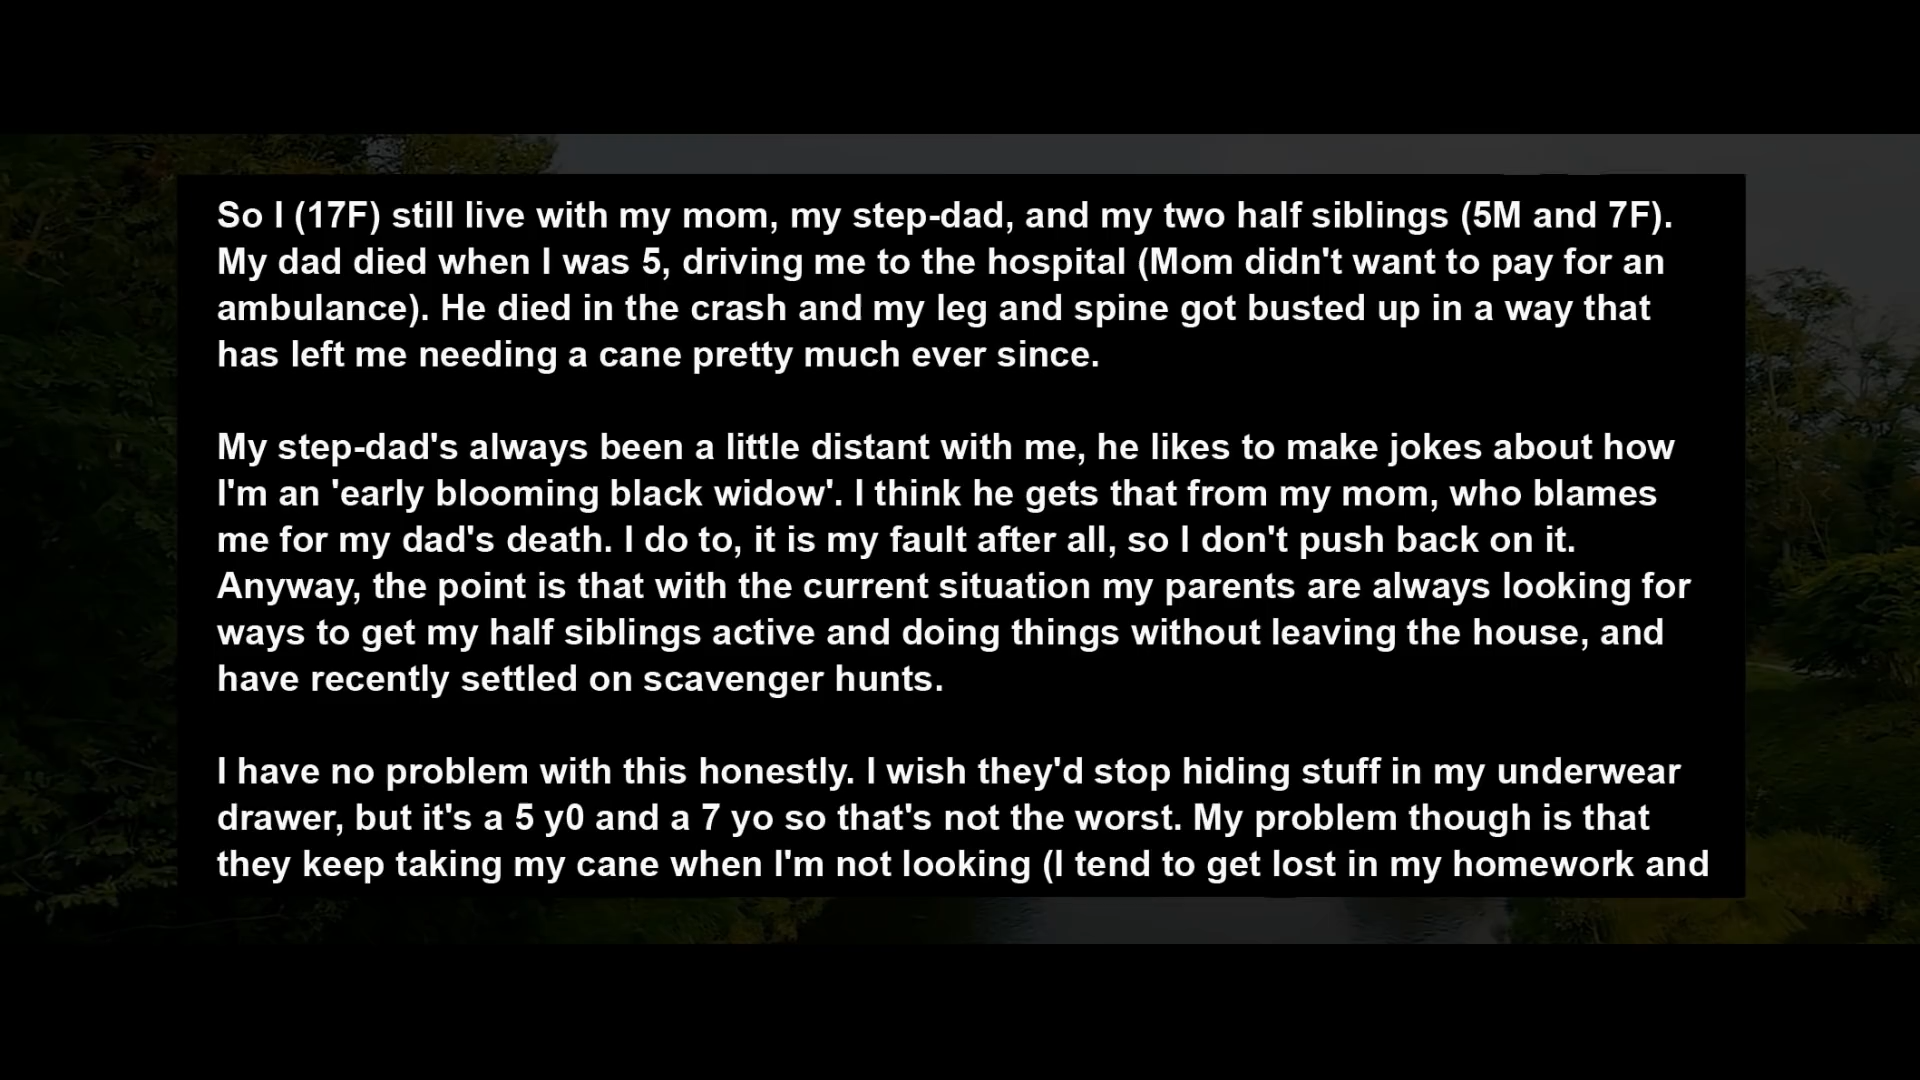 So I (17F) still live with my mom, my step-dad, and my two half siblings (5M and 7F).
My dad died when I was 5, driving me to the hospital (Mom didn't want to pay for an
ambulance). He died in the crash and my leg and spine got busted up in a way that
has left me needing a cane pretty much ever since.
My step-dad's always been a little distant with me, he likes to make jokes about how
I'm an 'early blooming black widow'. I think he gets that from my mom, who blames
me for my dad's death. I do to, it is my fault after all, so I don't push back on it.
Anyway, the point is that with the current situation my parents are always looking for
ways to get my half siblings active and doing things without leaving the house, and
have recently settled on scavenger hunts.
I have no problem with this honestly. I wish they'd stop hiding stuff in my underwear
drawer, but it's a 5 y0 and a 7 yo so that's not the worst. My problem though is that
they keep taking my cane when I'm not looking (I tend to get lost in my homework and